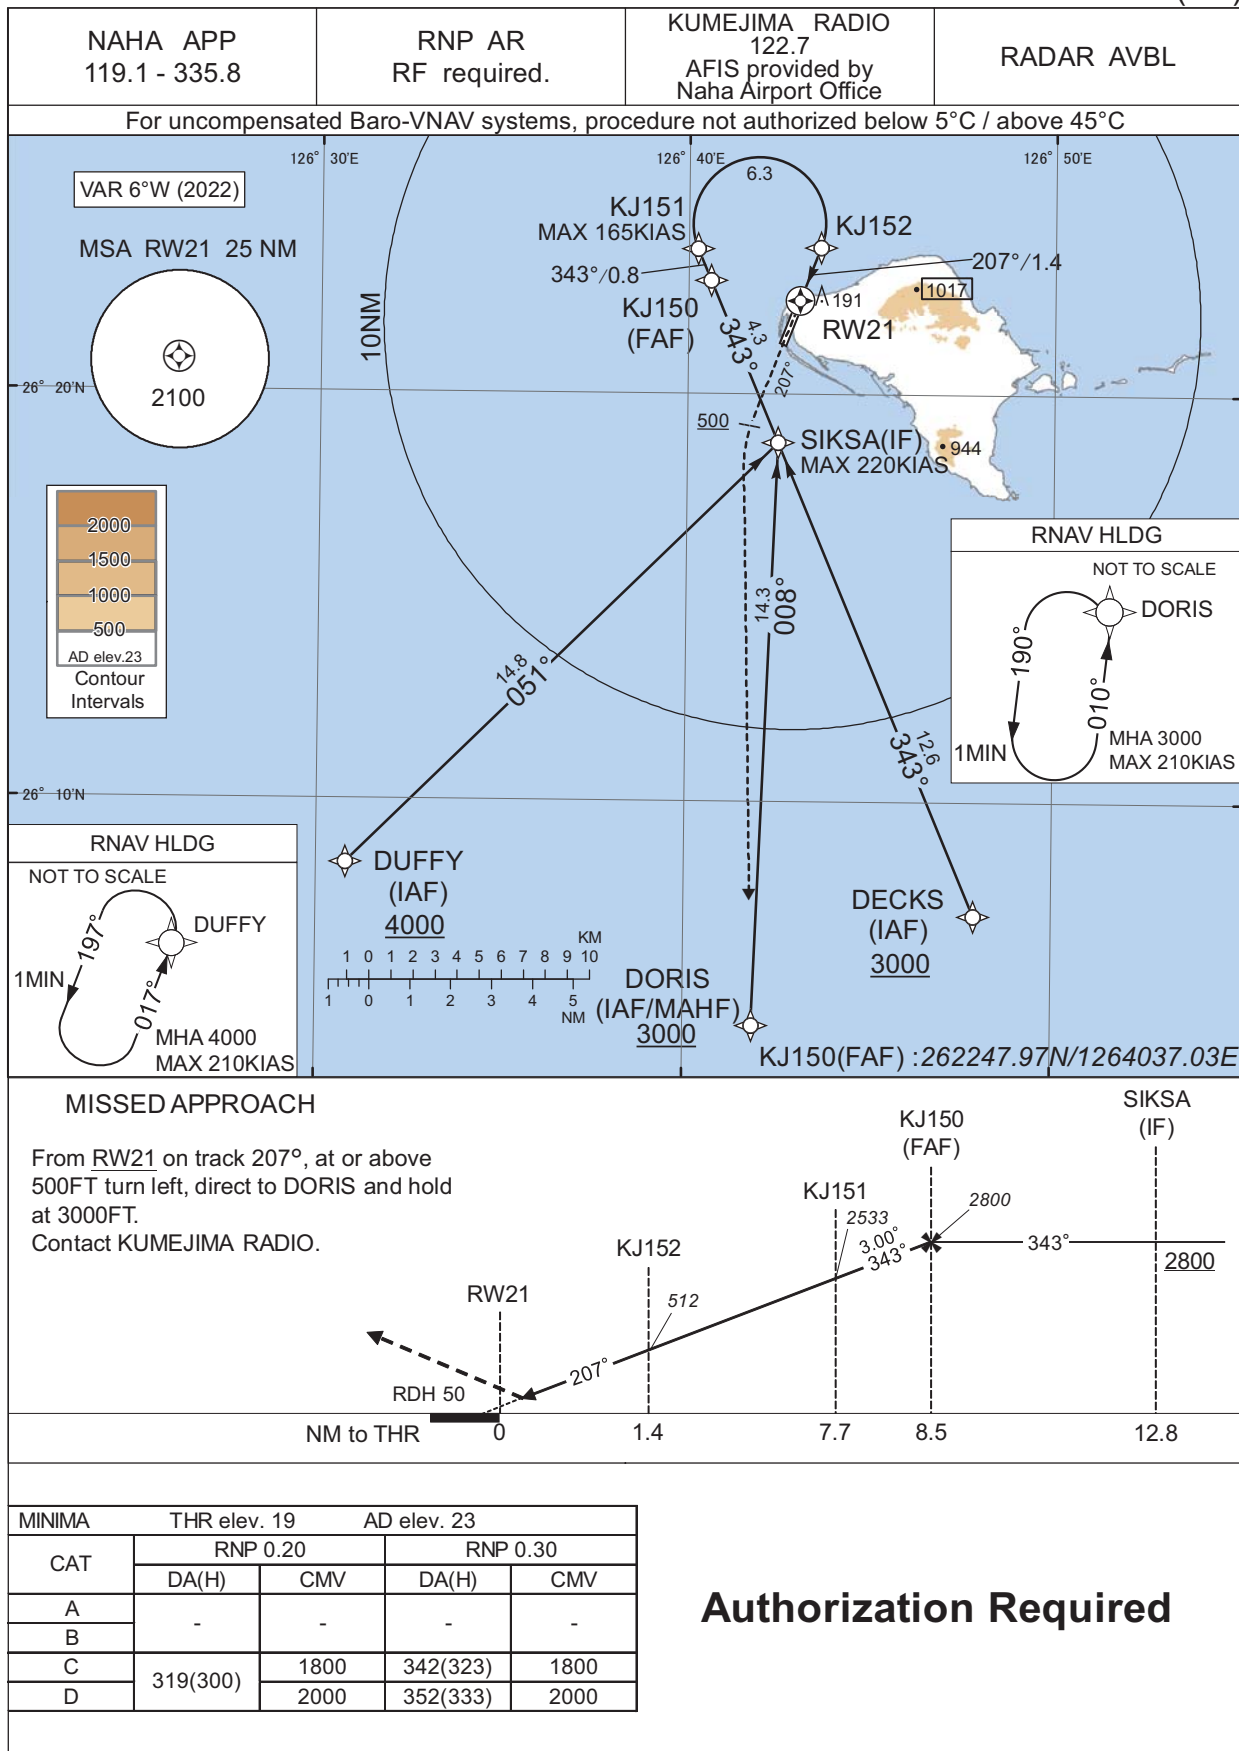 NAHA APP
119.1 - 335.8
RNP AR
RF required.
KUMEJIMA RADIO
122.7
AFIS provided by
Naha Airport Office
RADAR AVBL
For uncompensated Baro-VNAV systems, procedure not authorized below 5°C / above 45°C
126° 30'E
126° 40'E
126° 50'E
VAR 6°W (2022)
MSA RW21 25 NM
2100
10NM
6.3
KJ151
MAX 165KIAS
KJ152
343°/0.8
207°/1.4
KJ150
(FAF)
191
1017
RW21
4.3
343°
207°
26° 20'N
500
SIKSA(IF)
MAX 220KIAS
944
2000
1500
1000
500
AD elev.23
Contour
Intervals
RNAV HLDG
NOT TO SCALE
DORIS
190°
010°
1MIN
MHA 3000
MAX 210KIAS
14.8
051°
14.3
008°
12.6
343°
26° 10'N
RNAV HLDG
NOT TO SCALE
DUFFY
197°
017°
1MIN
MHA 4000
MAX 210KIAS
DUFFY
(IAF)
4000
DECKS
(IAF)
3000
KM
1 0 1 2 3 4 5 6 7 8 9 10
1 0 1 2 3 4 5
NM
DORIS
(IAF/MAHF)
3000
KJ150(FAF) :262247.97N/1264037.03E
MISSED APPROACH
From RW21 on track 207°, at or above
500FT turn left, direct to DORIS and hold
at 3000FT.
Contact KUMEJIMA RADIO.
SIKSA
(IF)
KJ150
(FAF)
KJ151
2533
2800
3.00°
343°
343°
2800
KJ152
512
RW21
207°
RDH 50
NM to THR 0 1.4 7.7 8.5 12.8
MINIMA THR elev. 19 AD elev. 23
CAT RNP 0.20 RNP 0.30
DA(H) CMV DA(H) CMV
A - - - -
B
C 319(300) 1800 342(323) 1800
D 2000 352(333) 2000
Authorization Required